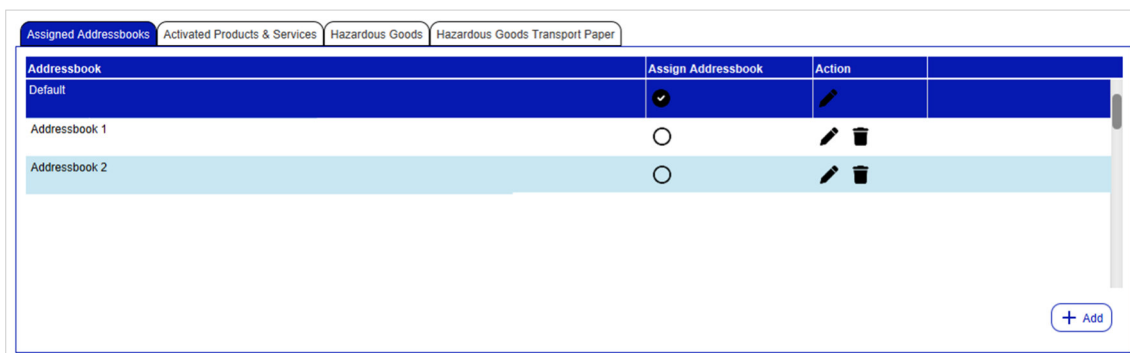 Assigned Addressbooks Activated Products & Services Hazardous Goods Hazardous Goods Transport Paper
Addressbook Assign Addressbook Action
Default
Addressbook 1
Addressbook 2
Add